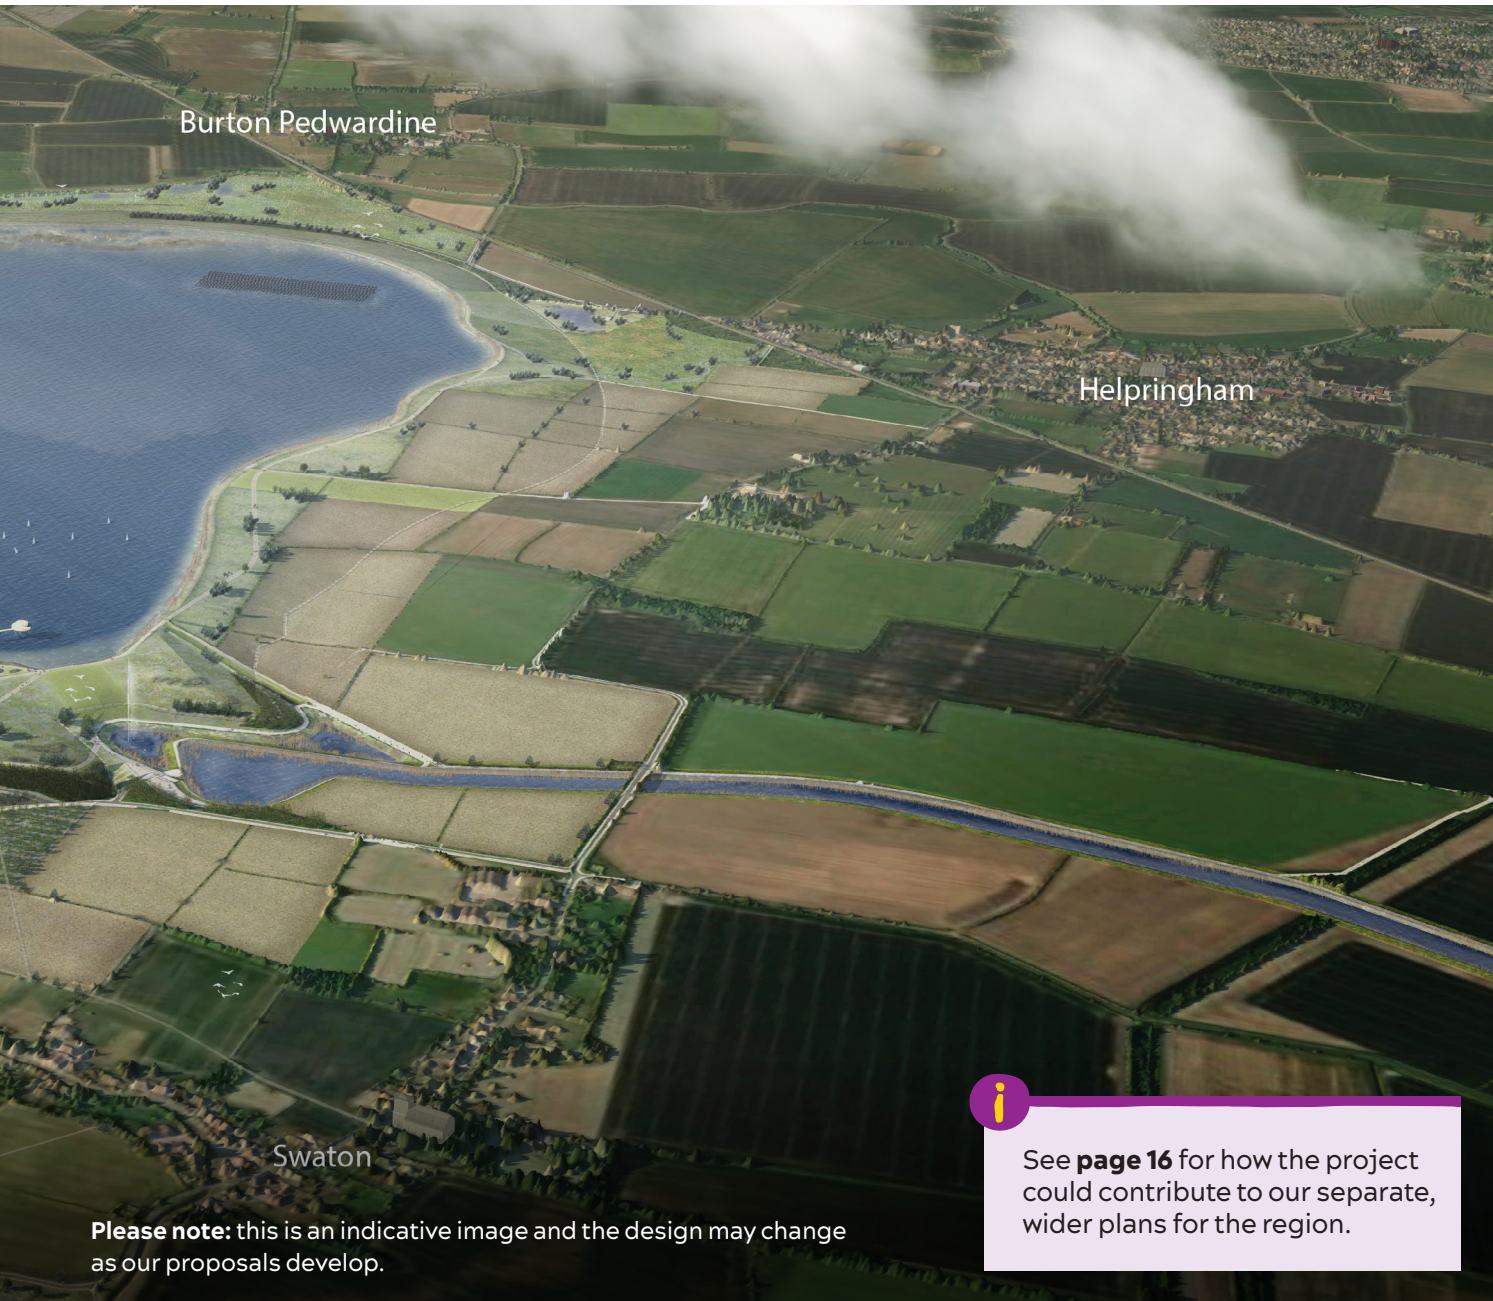 Burton Pedwardine
Helpringham
Swaton
Please note: this is an indicative image and the design may change
as our proposals develop.
i
See page 16 for how the project
could contribute to our separate,
wider plans for the region.